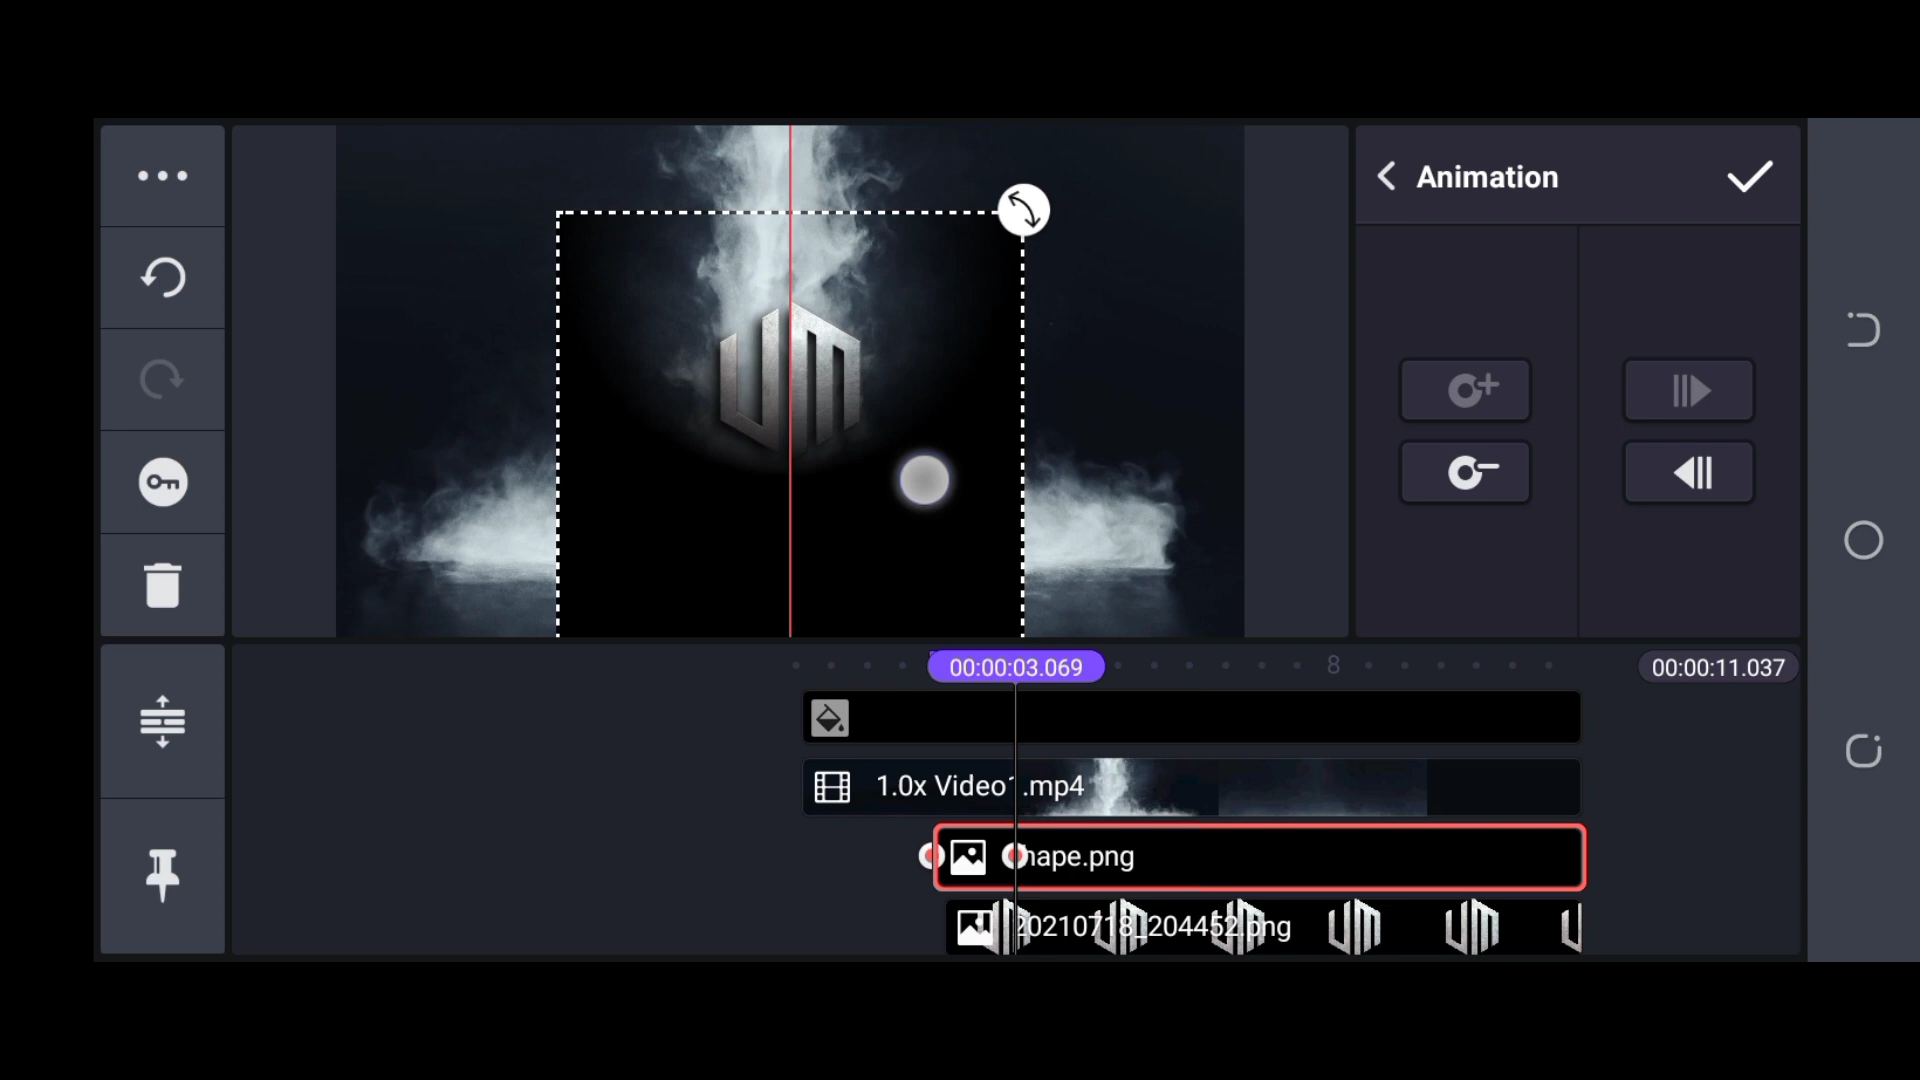 Animation
00:00:03.069
8
00:00:11.037
1.0x Video1.mp4
hape.png
20210718_204452.png